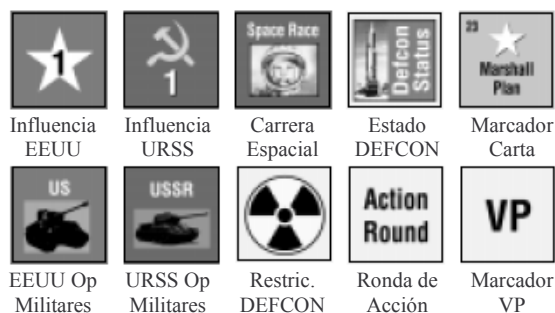 1
1
Space Race
Defcon Status
23
Marshall Plan
Influencia EEUU
Influencia URSS
Carrera Espacial
Estado DEFCON
Marcador Carta
US
USSR
Action Round
VP
EEUU Op Militares
URSS Op Militares
Restric. DEFCON
Ronda de Acción
Marcador VP